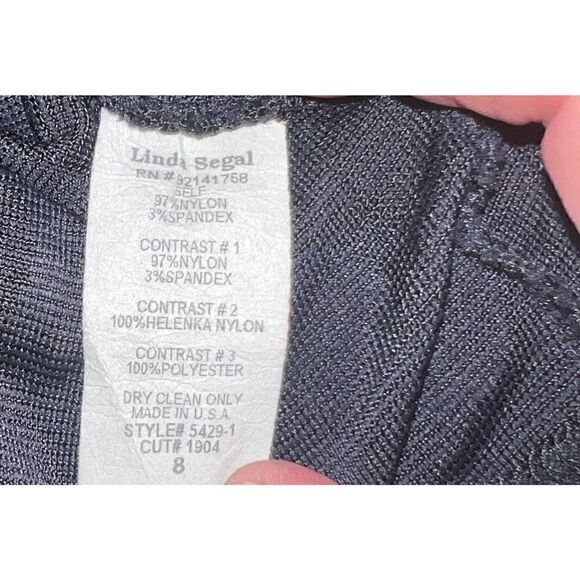 Linda Segal
RN # 92141758
SELF
97%NYLON
3%SPANDEX
CONTRAST # 1
97%NYLON
3%SPANDEX
CONTRAST # 2
100%HELENKA NYLON
CONTRAST # 3
100%POLYESTER
DRY CLEAN ONLY
MADE IN U.S.A
STYLE# 5429-1
CUT# 1904
8